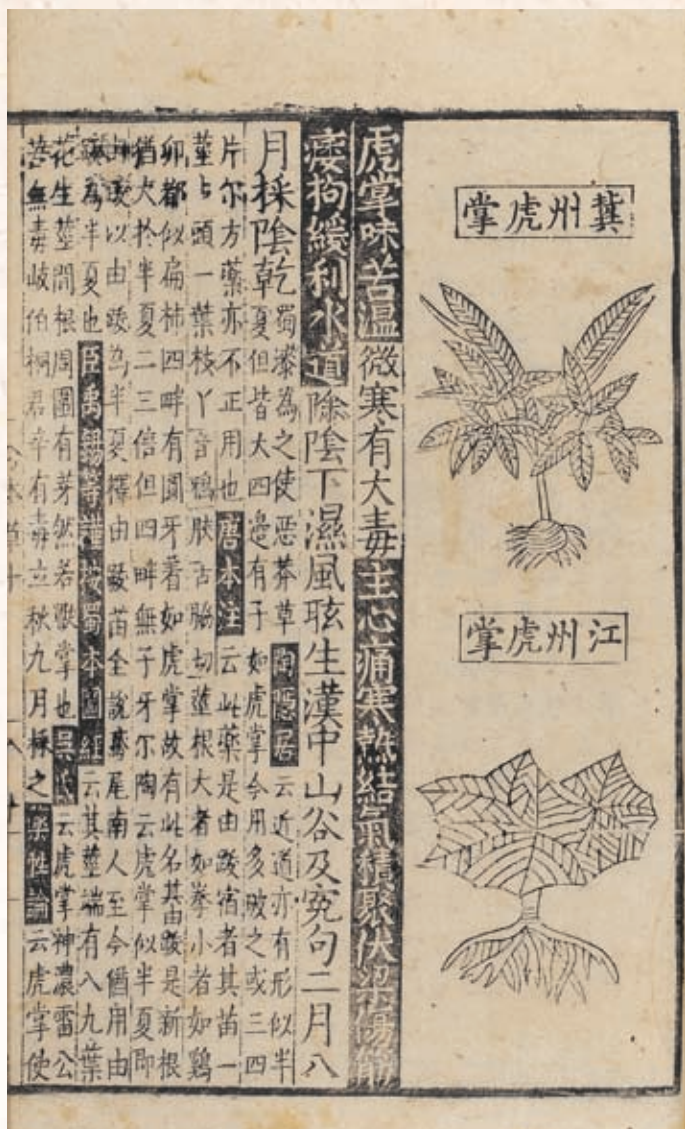 冀州虎掌
江州虎掌
虎掌味苦溫微寒有大毒主心痛寒熱結氣積聚伏梁傷筋
痿拘緩利水道除陰下濕風眩生漢中山谷及冤句二月八
月採陰乾蜀漆為之使惡莽草陶隱居云近道亦有形似半
夏但皆大四邊有子如虎掌今用多破之或三四
片尔方藥亦不正用也唐本注云此藥是由跋宿者其苗一
莖々頭一葉枝丫音鴉肤古胎切莖根大者如拳小者如鷄
卵都似扁柿四畔有圓牙看如虎掌故有此名其由跋是新根
猶大於半夏二三倍但四畔無子牙尔陶云虎掌似半夏即
由跋以由跋為半夏釋由跋苗全說鳶尾南人至今猶用由
跋為半夏也臣禹錫等謹按蜀本圖經云其莖端有八九葉
花生莖間根周圍有芽然若獸掌也吳氏云虎掌神農雷公
苦無毒岐伯桐君辛有毒立秋九月採之藥性論云虎掌使